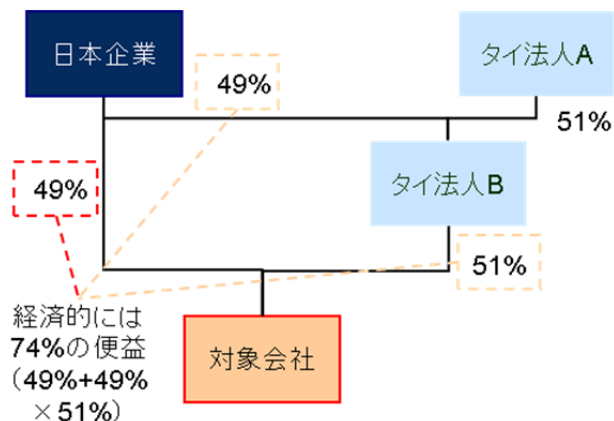 日本企業
タイ法人A
49%
51%
49%
タイ法人B
51%
経済的には
74%の便益
(49%+49%
×51%)
対象会社